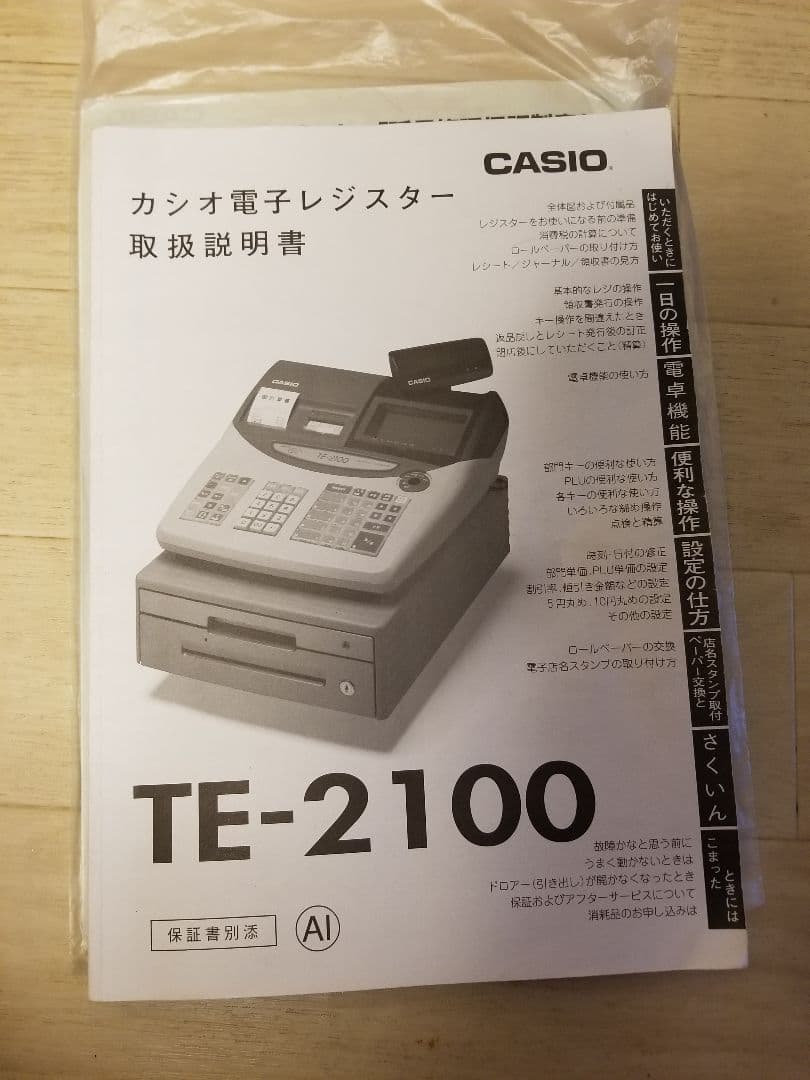 CASIO
カシオ電子レジスター
取扱説明書
全体図および付属品
レジスターをお使いになる前の準備
消費税の計算について
ロールペーパーの取り付け方
レシート／ジャーナル／領収書の見方
はじめてお使い
いただくときに
基本的なレジの操作
領収書発行の操作
キー操作を間違えたとき
返品戻しとレシート発行後の訂正
閉店後にしていただくこと(精算)
一日の操作
電卓機能の使い方
電卓機能
部門キーの便利な使い方
PLUの便利な使い方
各キーの便利な使い方
いろいろな締め操作
点検と精算
便利な操作
時刻・日付の修正
部門単価、PLU単価の設定
割引率、値引き金額などの設定
5円丸め、10円丸めの設定
その他の設定
設定の仕方
ロールペーパーの交換
電子店名スタンプの取り付け方
ペーパー交換と
店名スタンプ取付
さくいん
故障かなと思う前に
うまく動かないときは
ドロアー(引き出し)が開かなくなったとき
保証およびアフターサービスについて
消耗品のお申し込みは
こまった
ときには
CASIO
CASIO
TE-2100
TE-2100
保証書別添
AI